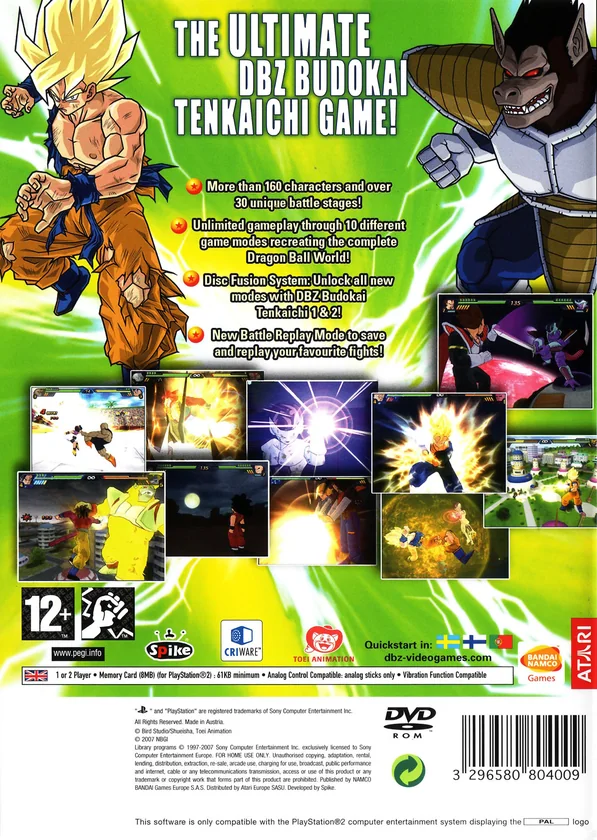 THE ULTIMATE
DBZ BUDOKAI
TENKAICHI GAME!
More than 160 characters and over
30 unique battle stages!
Unlimited gameplay through 10 different
game modes recreating the complete
Dragon Ball World!
Disc Fusion System: Unlock all new
modes with DBZ Budokai
Tenkaichi 1 & 2!
New Battle Replay Mode to save
and replay your favourite fights!
12+
www.pegi.info
Spike
CRIWARE
TOEI ANIMATION
Quickstart in:
dbz-videogames.com
BANDAI
NAMCO
Games
ATARI
1 or 2 Player • Memory Card (8MB) (for PlayStation®2) : 61KB minimum • Analog Control Compatible: analog sticks only • Vibration Function Compatible
" " and "PlayStation" are registered trademarks of Sony Computer Entertainment Inc.
All Rights Reserved. Made in Austria.
© Bird Studio/Shueisha, Toei Animation
© 2007 NBGI
Library programs © 1997-2007 Sony Computer Entertainment Inc. exclusively licensed to Sony
Computer Entertainment Europe. FOR HOME USE ONLY. Unauthorised copying, adaptation, rental,
lending, distribution, extraction, re-sale, arcade use, charging for use, broadcast, public performance
and internet, cable or any telecommunications transmission, access or use of this product or any
trademark or copyright work that forms part of this product are prohibited. Published by NAMCO
BANDAI Games Europe S.A.S. Distributed by Atari Europe SASU. Developed by Spike.
DVD
ROM
3 296580 804009
This software is only compatible with the PlayStation®2 computer entertainment system displaying the PAL logo